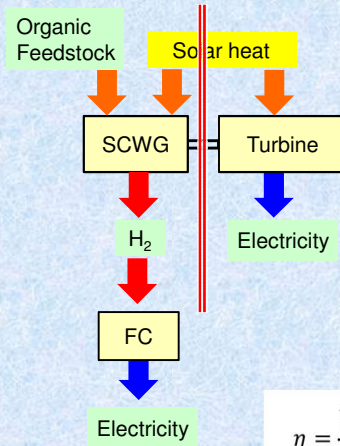 Organic
Feedstock
Solar heat
SCWG
Turbine
H₂
Electricity
FC
Electricity
η =